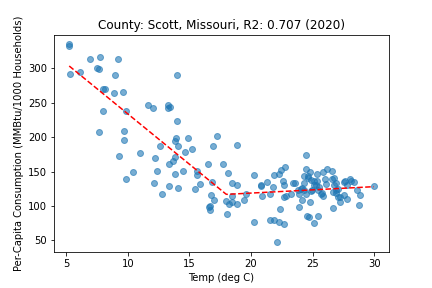 County: Scott, Missouri, R2: 0.707 (2020)
Per-Capita Consumption (MMBtu/1000 Households)
300
250
200
150
100
50
5 10 15 20 25 30
Temp (deg C)